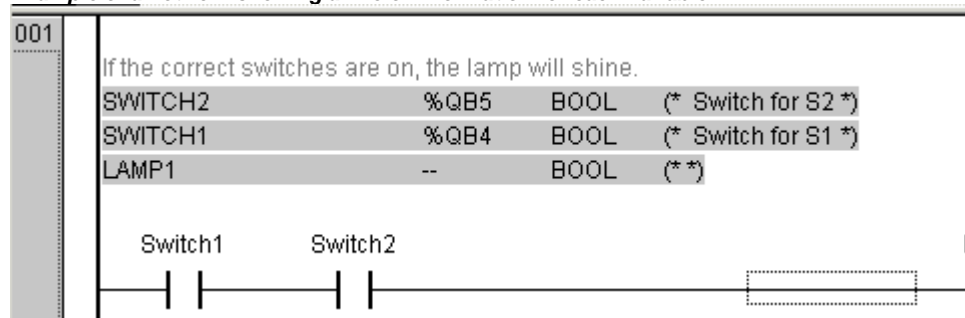 001
If the correct switches are on, the lamp will shine.
SWITCH2 %QB5 BOOL (* Switch for S2 *)
SWITCH1 %QB4 BOOL (* Switch for S1 *)
LAMP1 -- BOOL (* *)
Switch1 Switch2